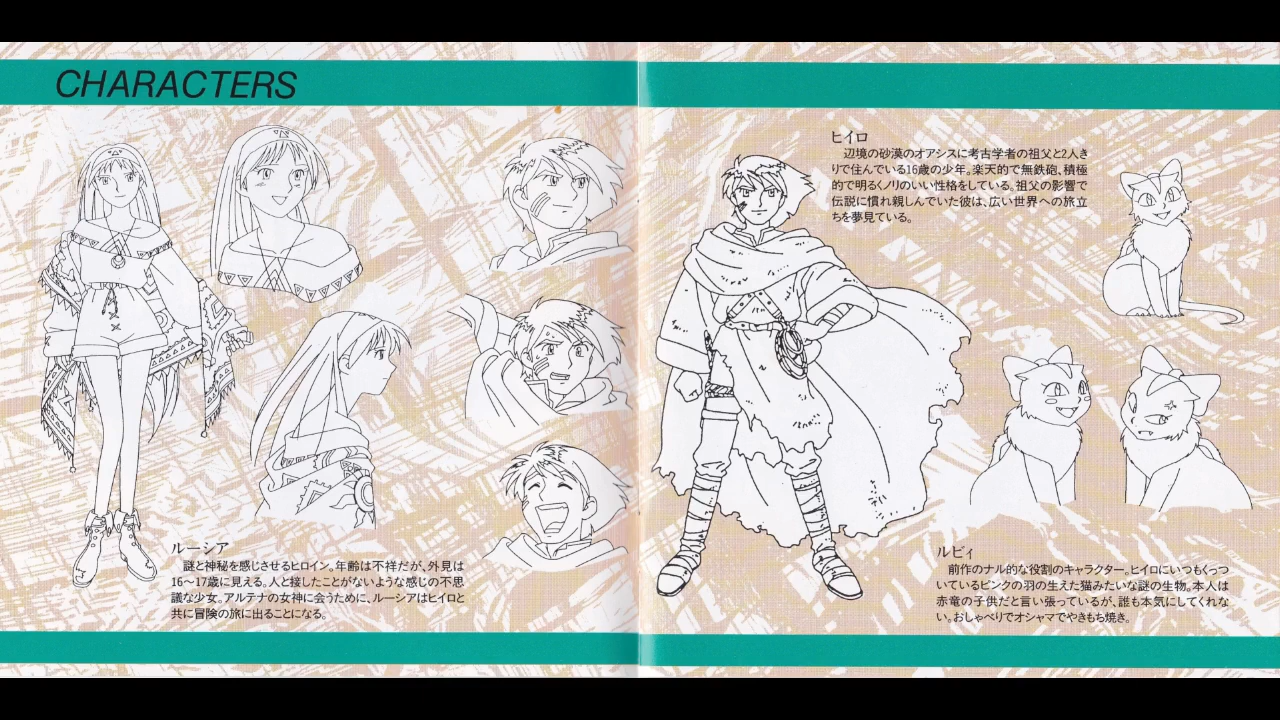 CHARACTERS
ルーシア
謎と神秘を感じさせるヒロイン。年齢は不祥だが、外見は
16～17歳に見える。人と接したことがないような感じの不思
議な少女。アルテナの女神に会うために、ルーシアはヒイロと
共に冒険の旅に出ることになる。
ヒイロ
辺境の砂漠のオアシスに考古学者の祖父と2人き
りで住んでいる16歳の少年。楽天的で無鉄砲、積極
的で明るくノリのいい性格をしている。祖父の影響で
伝説に慣れ親しんでいた彼は、広い世界への旅立
ちを夢見ている。
ルビィ
前作のナル的な役割のキャラクター。ヒイロにいつもくっつ
いているピンクの羽の生えた猫みたいな謎の生物。本人は
赤竜の子供だと言い張っているが、誰も本気にしてくれな
い。おしゃべりでオシャマでやきもち焼き。